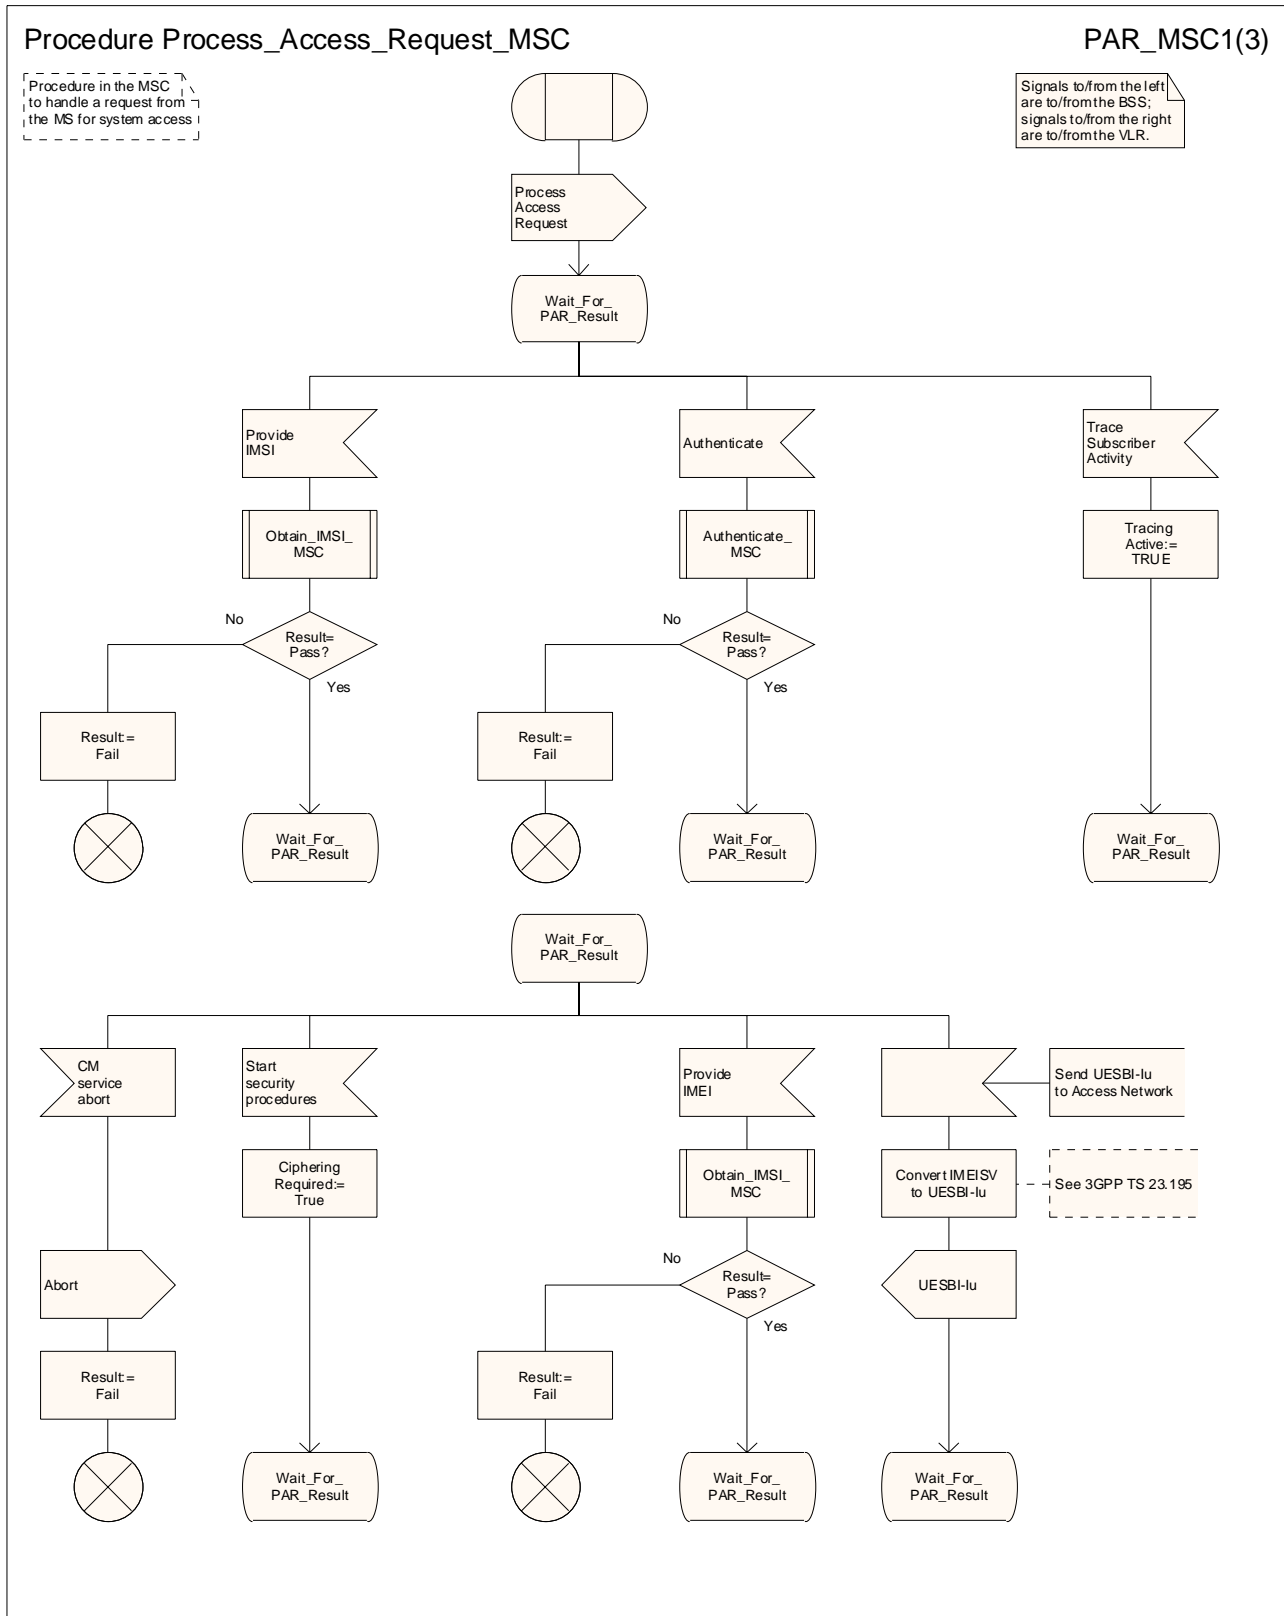 Procedure Process_Access_Request_MSC
PAR_MSC1(3)
Procedure in the MSC
to handle a request from
the MS for system access
Signals to/from the left
are to/from the BSS;
signals to/from the right
are to/from the VLR.
Process
Access
Request
Wait_For_
PAR_Result
Provide
IMSI
Authenticate
Trace
Subscriber
Activity
Obtain_IMSI_
MSC
Authenticate_
MSC
Tracing
Active:=
TRUE
No
Result=
Pass?
Yes
No
Result=
Pass?
Yes
Result:=
Fail
Result:=
Fail
Wait_For_
PAR_Result
Wait_For_
PAR_Result
Wait_For_
PAR_Result
Wait_For_
PAR_Result
CM
service
abort
Start
security
procedures
Provide
IMEI
Send UESBI-Iu
to Access Network
Ciphering
Required:=
True
Obtain_IMSI_
MSC
Convert IMEISV
to UESBI-Iu
See 3GPP TS 23.195
Abort
No
Result=
Pass?
Yes
UESBI-Iu
Result:=
Fail
Result:=
Fail
Wait_For_
PAR_Result
Wait_For_
PAR_Result
Wait_For_
PAR_Result